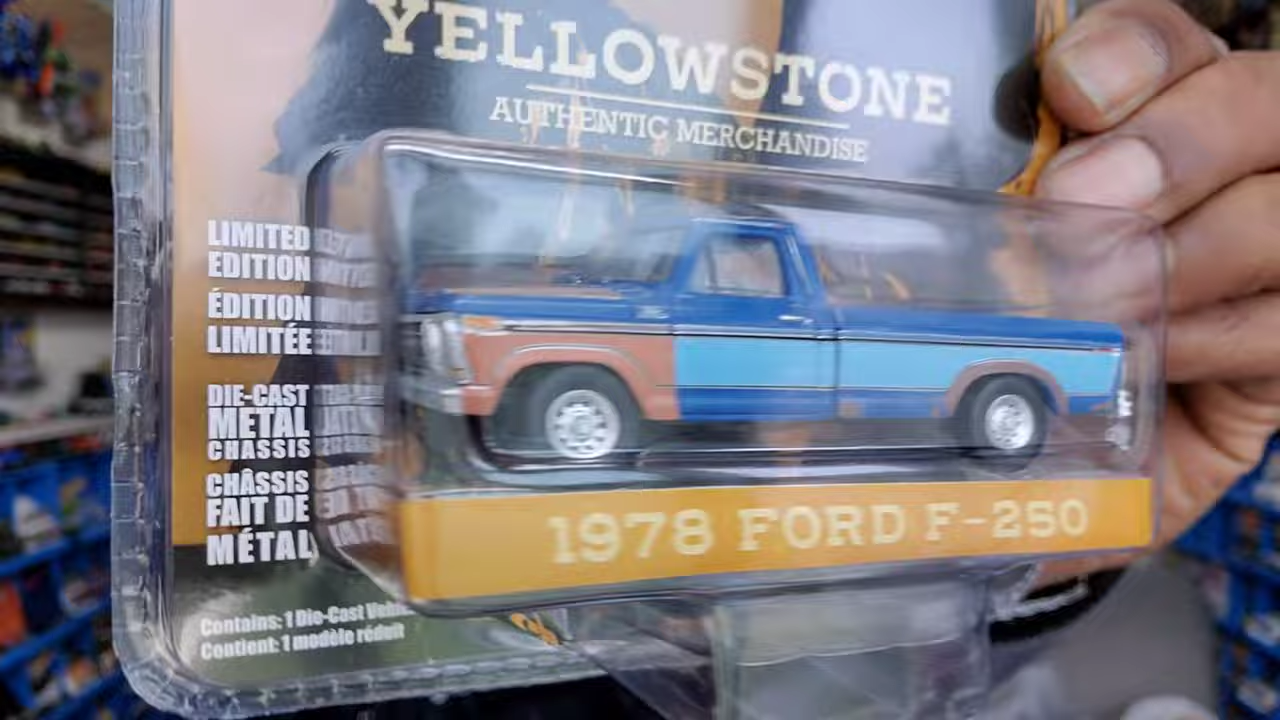 YELLOWSTONE
AUTHENTIC MERCHANDISE
LIMITED
EDITION
ÉDITION
LIMITÉE
DIE-CAST
METAL
CHASSIS
CHÂSSIS
FAIT DE
MÉTAL
1978 FORD F-250
Contains: 1 Die-Cast Vehic
Contient: 1 modèle réduit